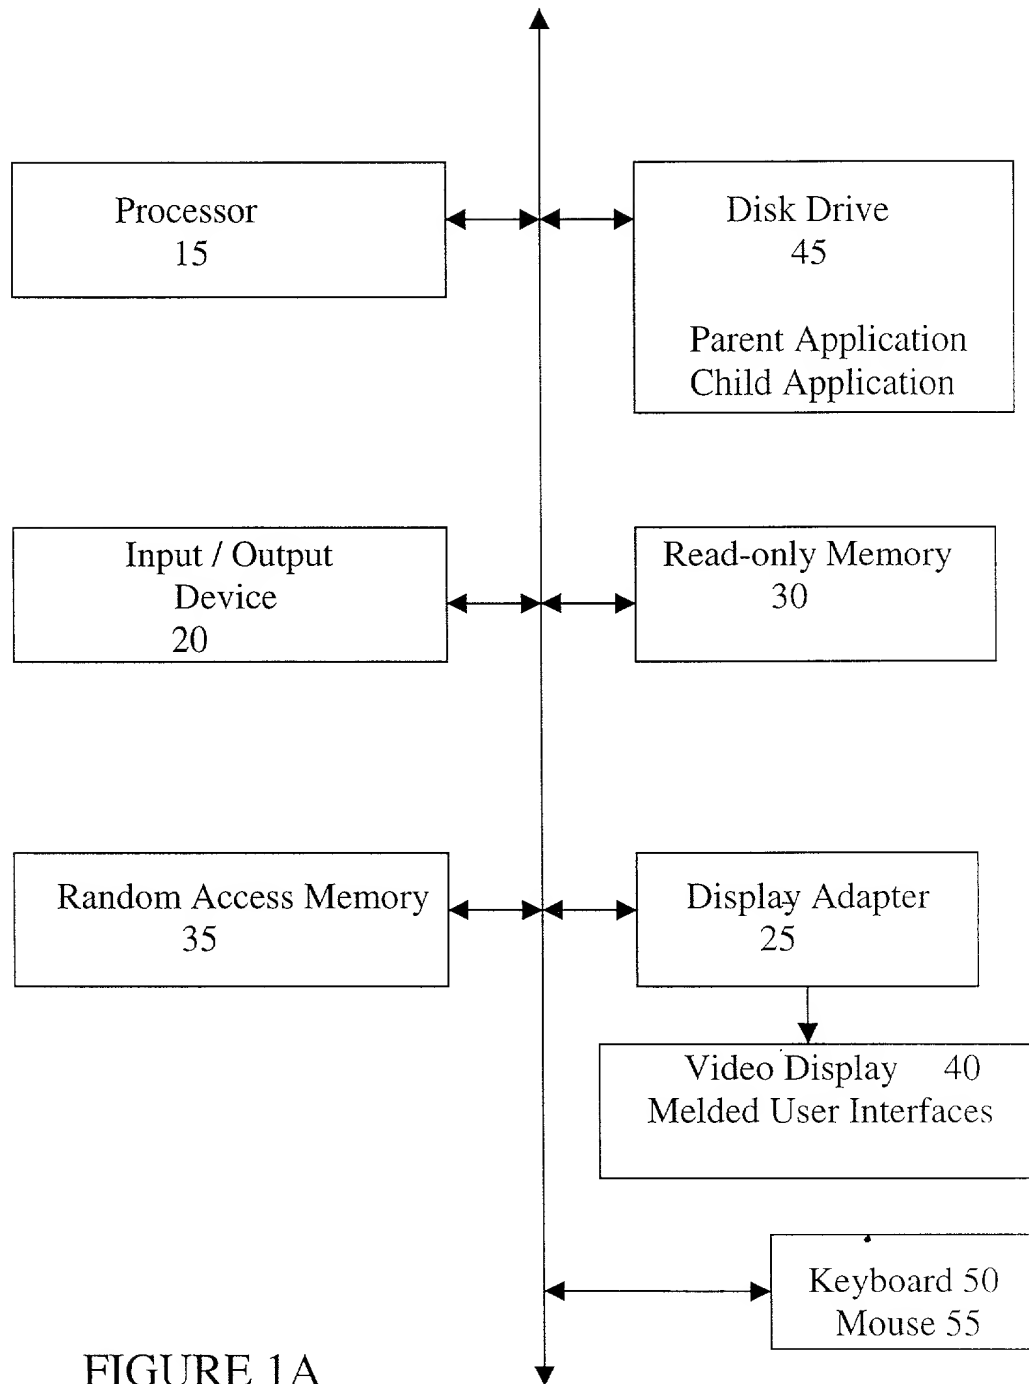 Processor
15
Disk Drive
45
Parent Application
Child Application
Input / Output
Device
20
Read-only Memory
30
Random Access Memory
35
Display Adapter
25
Video Display 40
Melded User Interfaces
Keyboard 50
Mouse 55
FIGURE 1A